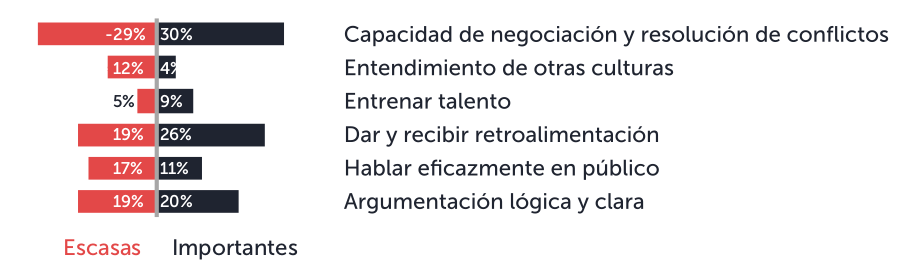 -29% 30% Capacidad de negociación y resolución de conflictos
12% 4% Entendimiento de otras culturas
5% 9% Entrenar talento
19% 26% Dar y recibir retroalimentación
17% 11% Hablar eficazmente en público
19% 20% Argumentación lógica y clara
Escasas Importantes